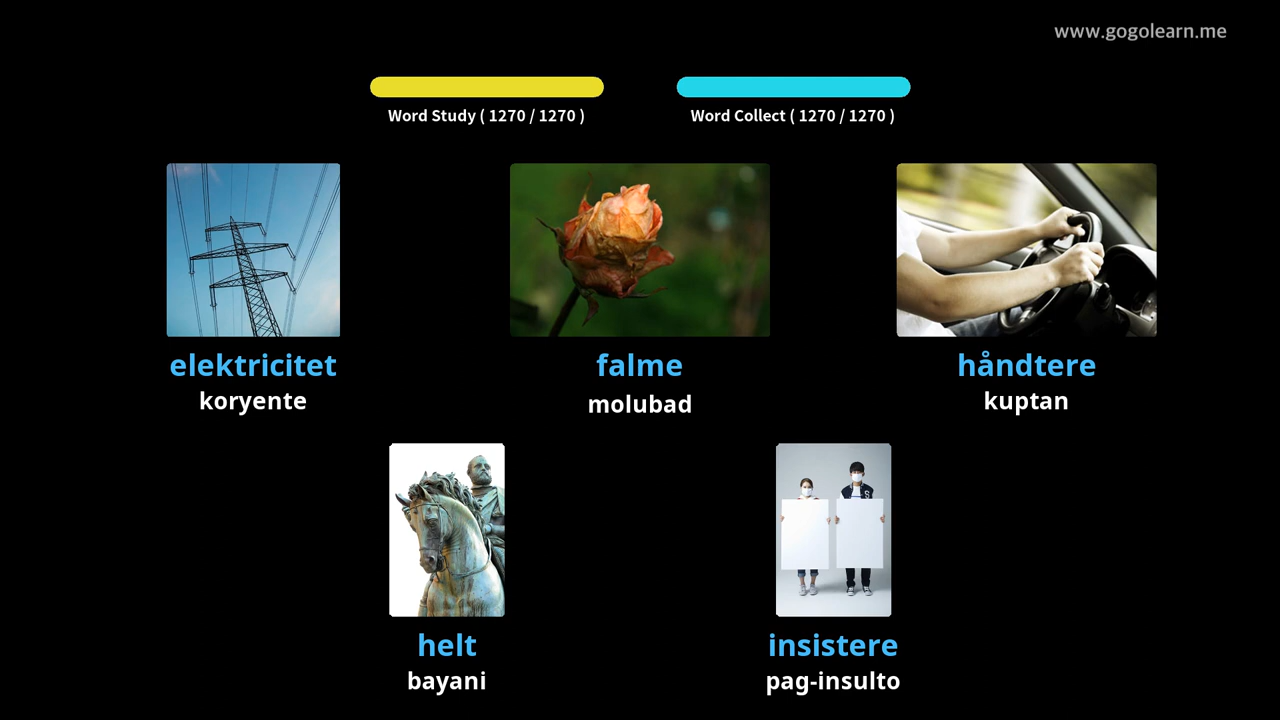 www.gogolearn.me
Word Study ( 1270 / 1270 )
Word Collect ( 1270 / 1270 )
elektricitet
koryente
falme
molubad
håndtere
kuptan
helt
bayani
insistere
pag-insulto